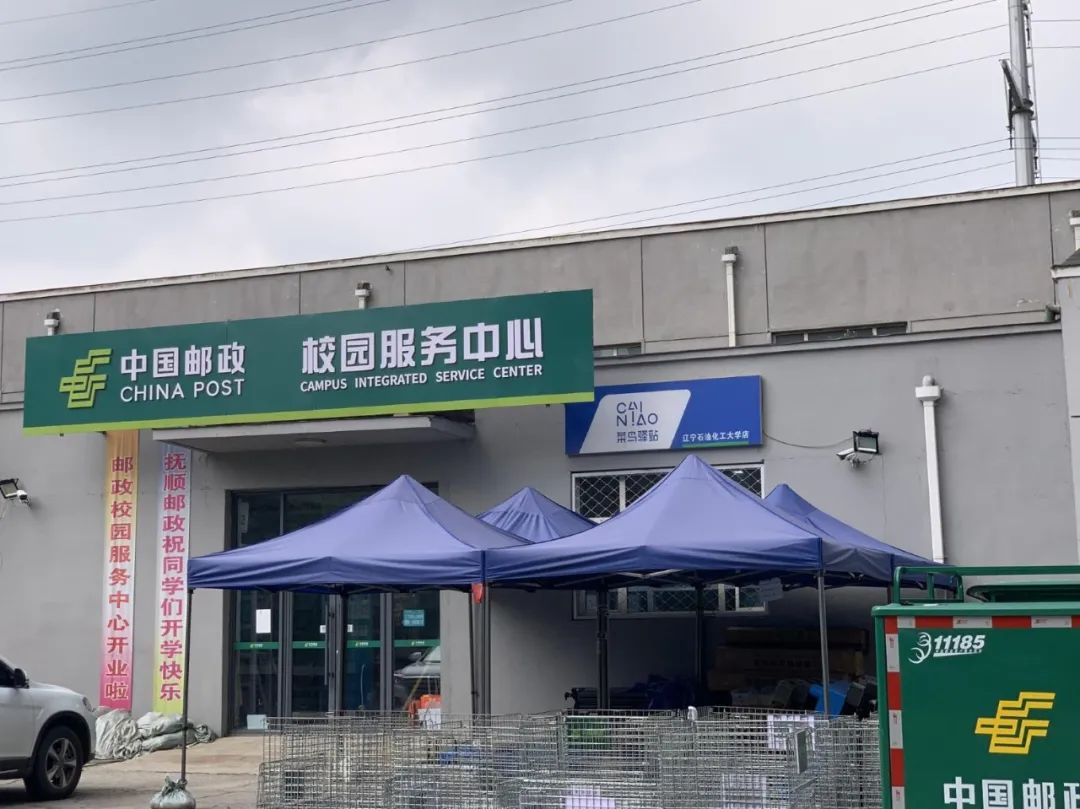 中国邮政
CHINA POST
校园服务中心
CAMPUS INTEGRATED SERVICE CENTER
CAI
NIAO
菜鸟驿站
辽宁石油化工大学店
邮政校园服务中心开业啦
抚顺邮政祝同学们开学快乐
11185
中国邮政